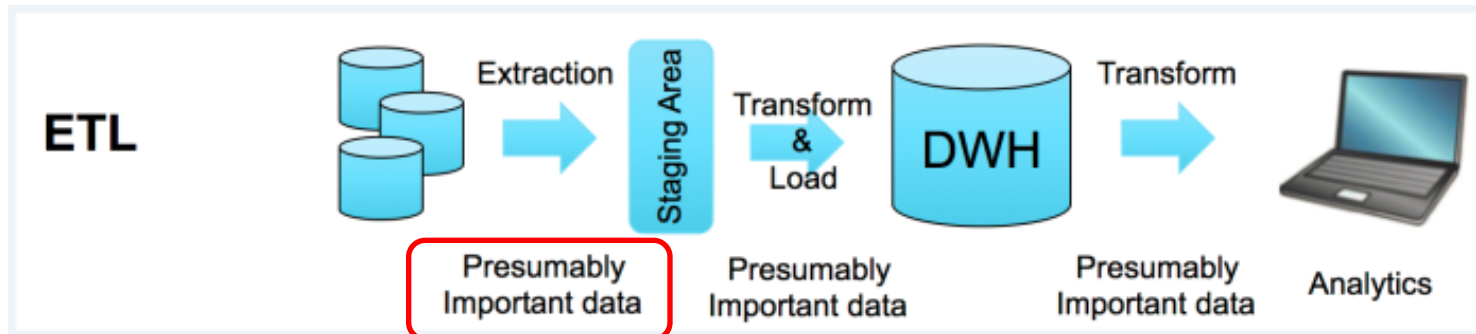 ETL
Extraction
Staging Area
Transform
&
Load
DWH
Transform
Presumably
Important data
Presumably
Important data
Presumably
Important data
Analytics